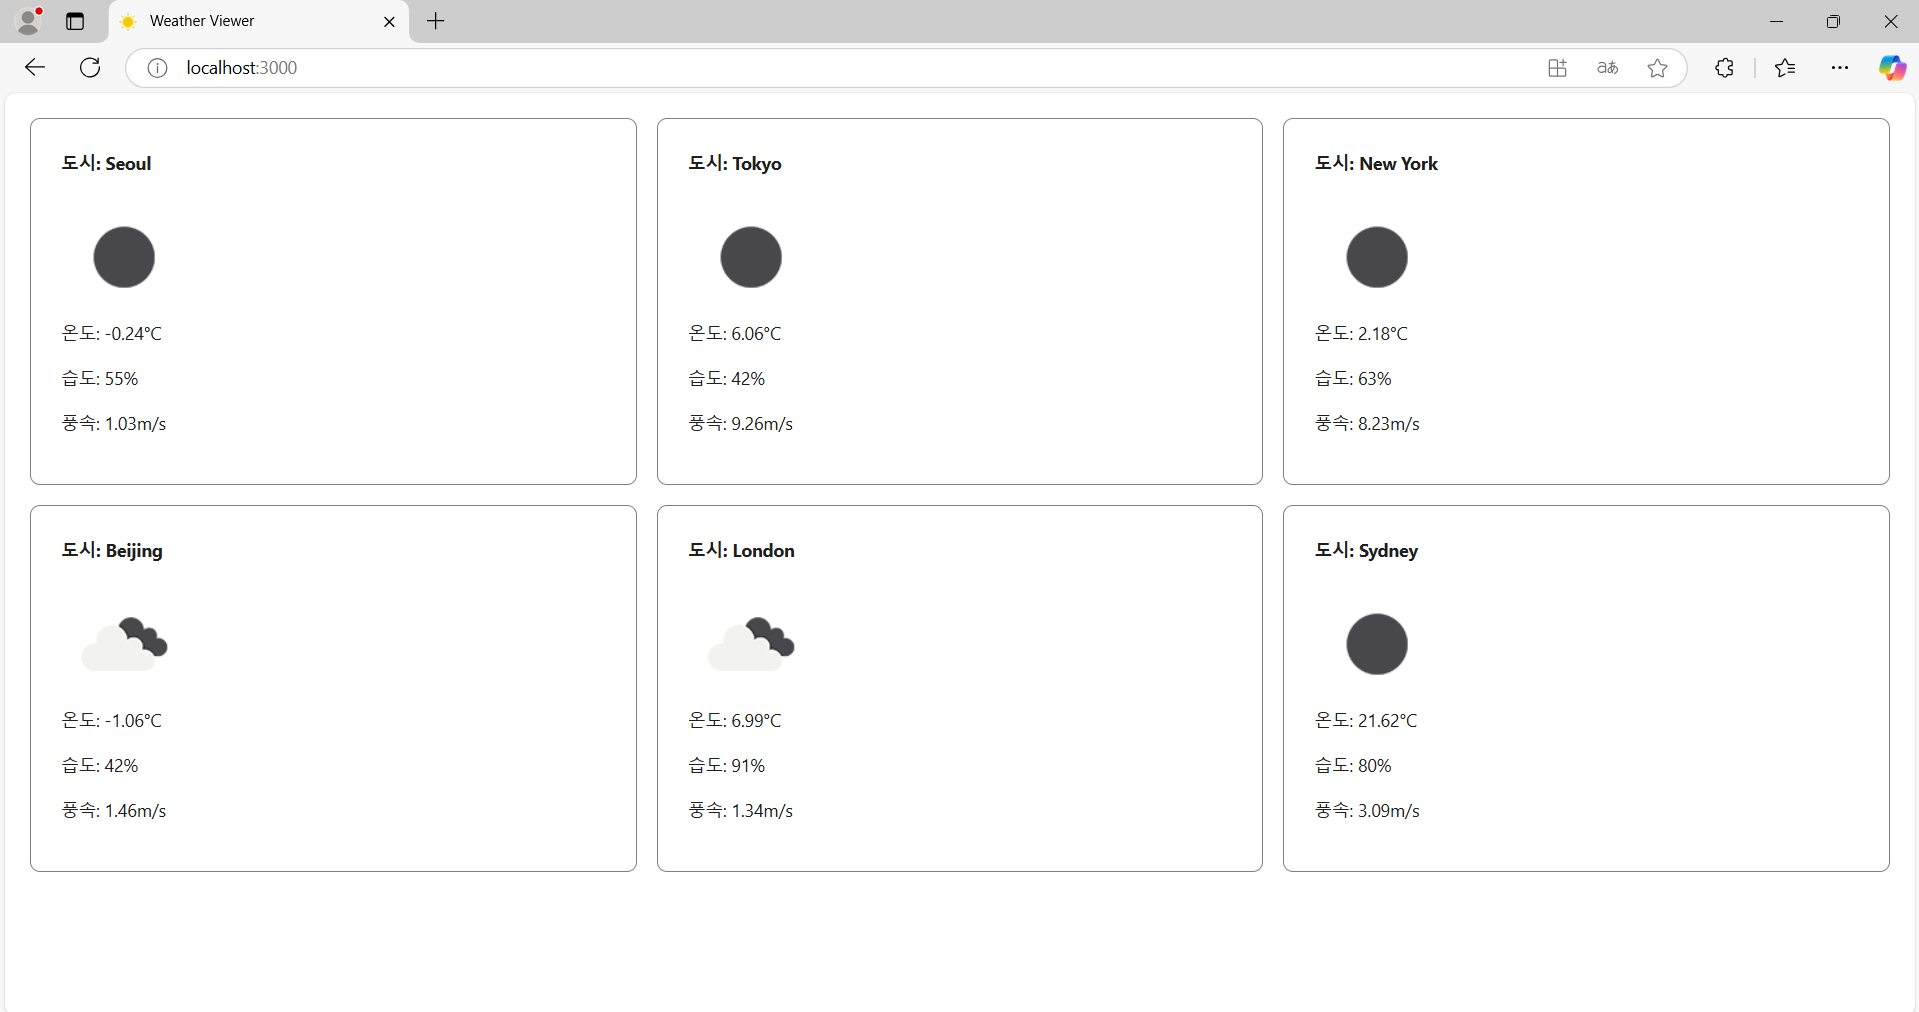 Weather Viewer
localhost:3000
도시: Seoul
온도: -0.24°C
습도: 55%
풍속: 1.03m/s
도시: Tokyo
온도: 6.06°C
습도: 42%
풍속: 9.26m/s
도시: New York
온도: 2.18°C
습도: 63%
풍속: 8.23m/s
도시: Beijing
온도: -1.06°C
습도: 42%
풍속: 1.46m/s
도시: London
온도: 6.99°C
습도: 91%
풍속: 1.34m/s
도시: Sydney
온도: 21.62°C
습도: 80%
풍속: 3.09m/s